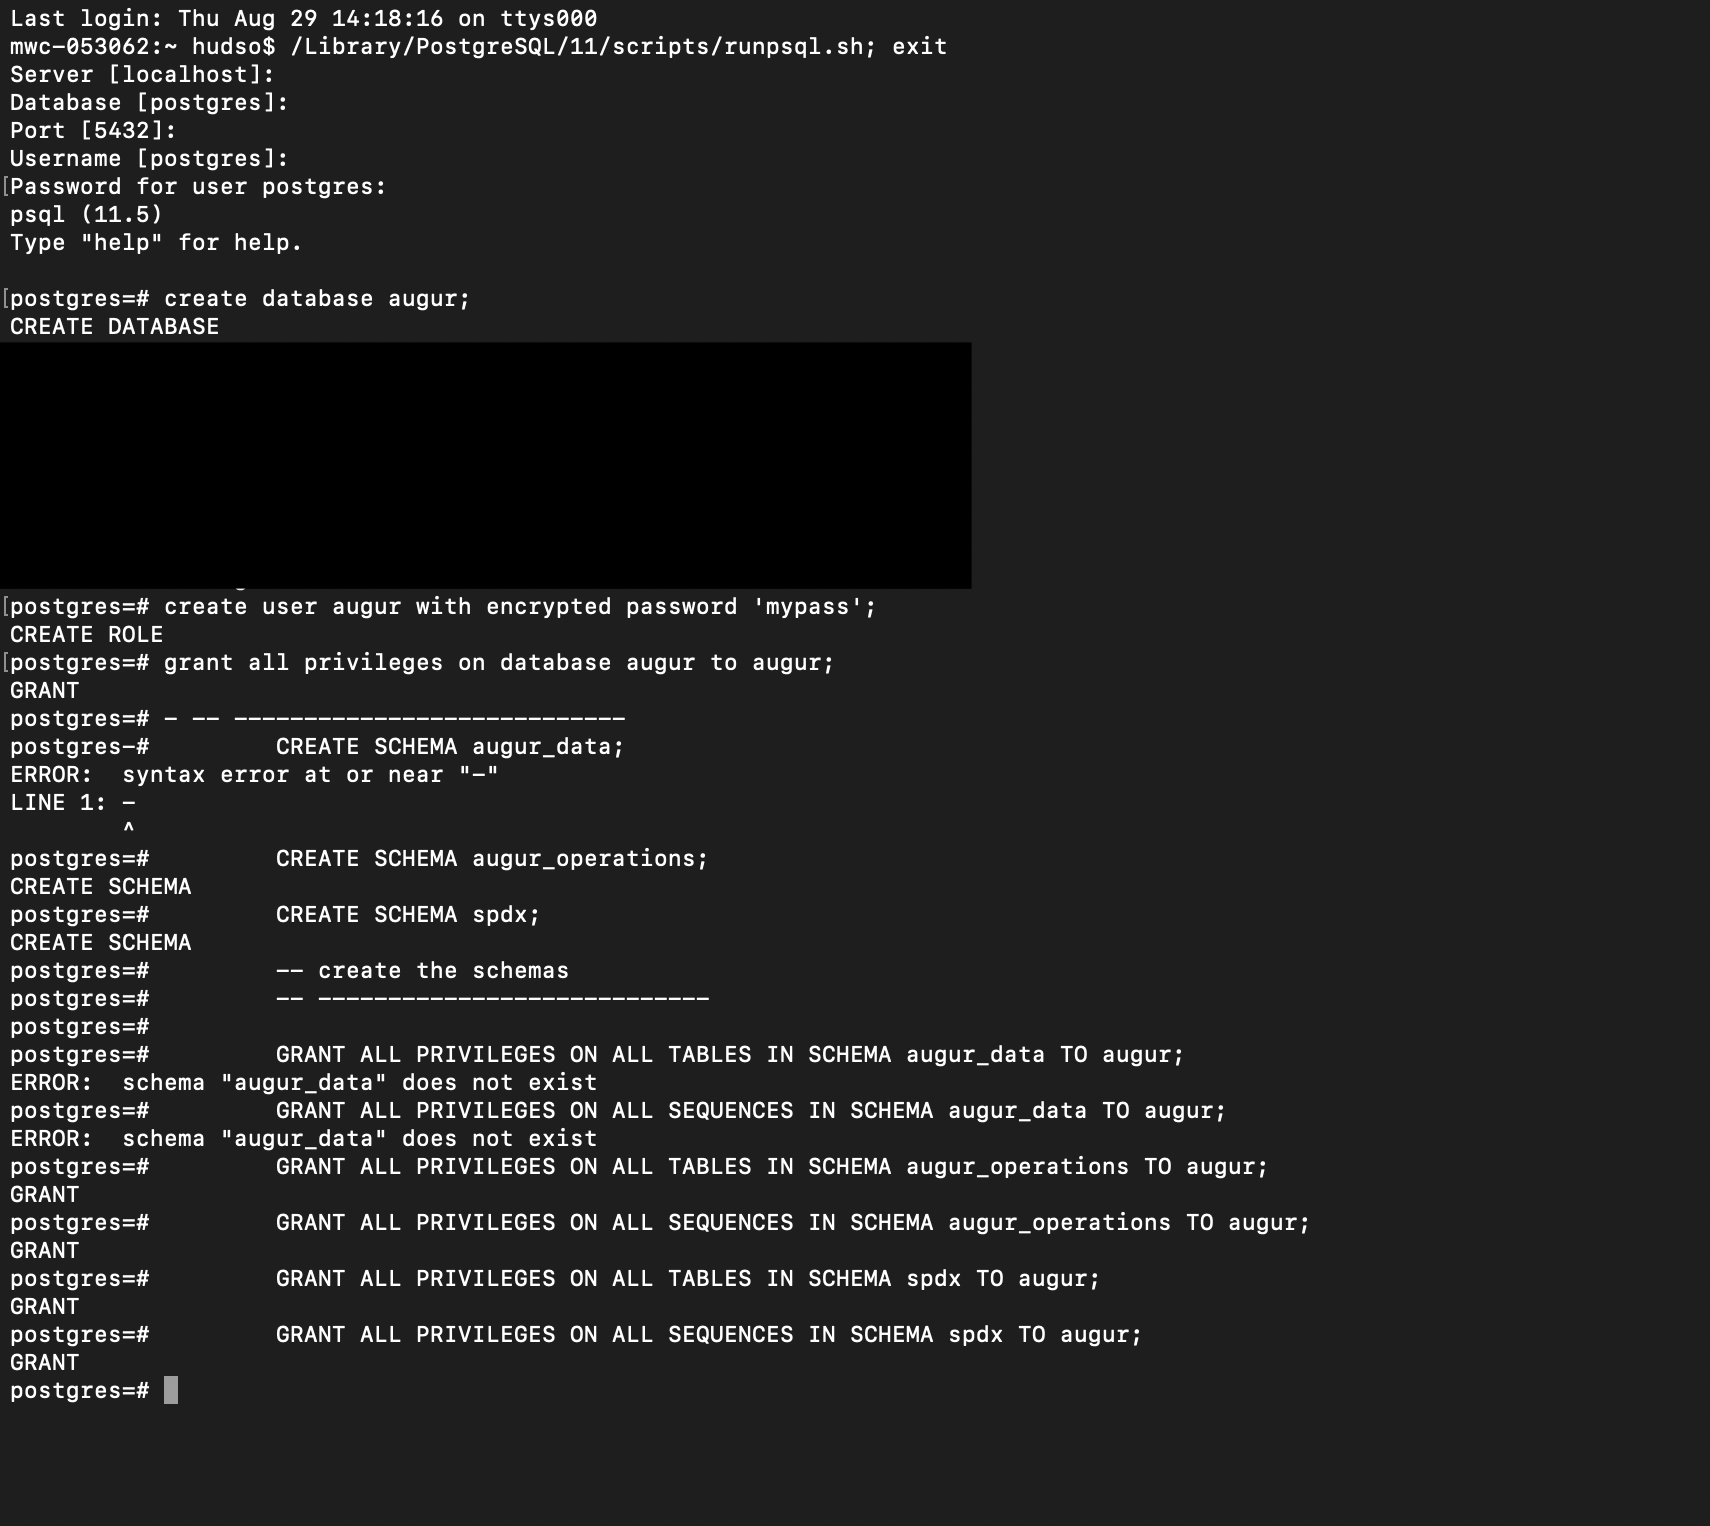 Last login: Thu Aug 29 14:18:16 on ttys000
mwc-053062:~ hudso$ /Library/PostgreSQL/11/scripts/runpsql.sh; exit
Server [localhost]:
Database [postgres]:
Port [5432]:
Username [postgres]:
[Password for user postgres:
psql (11.5)
Type "help" for help.

[postgres=# create database augur;
CREATE DATABASE
[postgres=# create user augur with encrypted password 'mypass';
CREATE ROLE
[postgres=# grant all privileges on database augur to augur;
GRANT
postgres=# - -- ----------------------------
postgres-#         CREATE SCHEMA augur_data;
ERROR:  syntax error at or near "-"
LINE 1: -
        ^
postgres=#         CREATE SCHEMA augur_operations;
CREATE SCHEMA
postgres=#         CREATE SCHEMA spdx;
CREATE SCHEMA
postgres=#         -- create the schemas
postgres=#         -- ----------------------------
postgres=#
postgres=#         GRANT ALL PRIVILEGES ON ALL TABLES IN SCHEMA augur_data TO augur;
ERROR:  schema "augur_data" does not exist
postgres=#         GRANT ALL PRIVILEGES ON ALL SEQUENCES IN SCHEMA augur_data TO augur;
ERROR:  schema "augur_data" does not exist
postgres=#         GRANT ALL PRIVILEGES ON ALL TABLES IN SCHEMA augur_operations TO augur;
GRANT
postgres=#         GRANT ALL PRIVILEGES ON ALL SEQUENCES IN SCHEMA augur_operations TO augur;
GRANT
postgres=#         GRANT ALL PRIVILEGES ON ALL TABLES IN SCHEMA spdx TO augur;
GRANT
postgres=#         GRANT ALL PRIVILEGES ON ALL SEQUENCES IN SCHEMA spdx TO augur;
GRANT
postgres=#